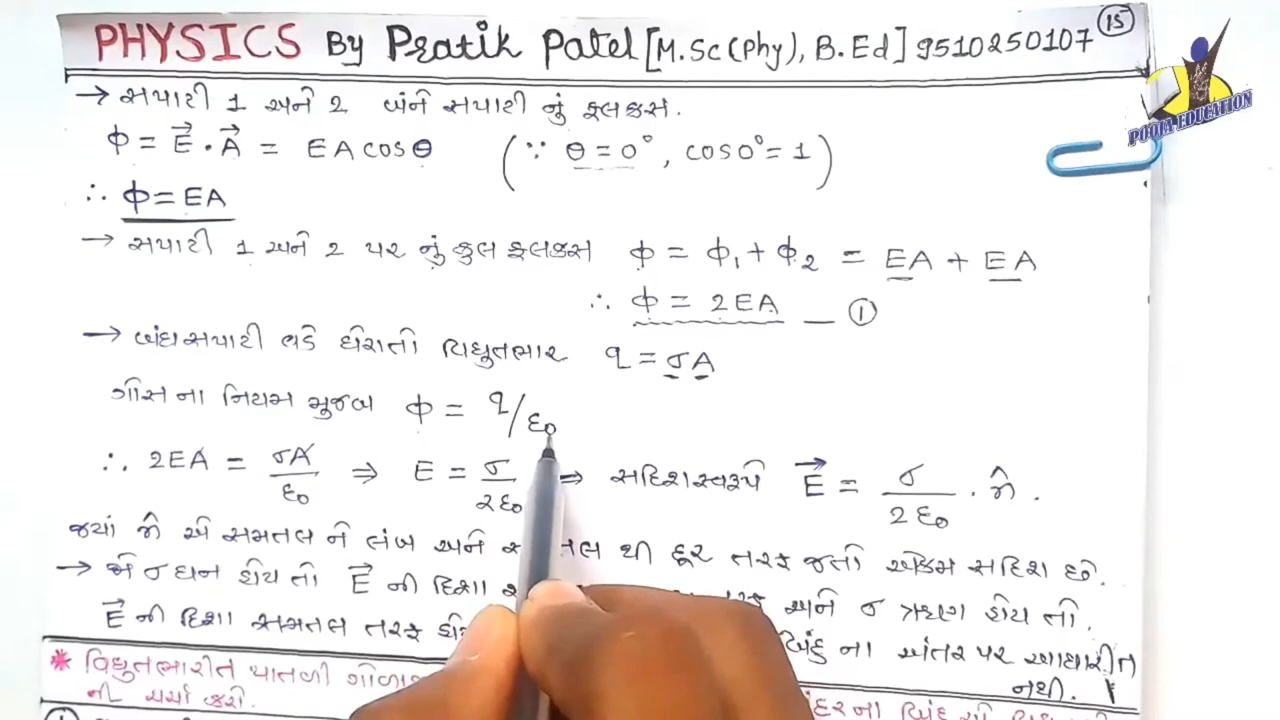 PHYSICS By Pratik Patel [M.Sc(Phy), B.Ed] 9510250107 15
POOJA EDUCATION
→ સપાટી 1 અને 2 બંને સપાટી નું ફ્લક્સ.
ϕ = E⃗ . A⃗ = EA cosθ (∵ θ = 0°, cos0° = 1)
∴ ϕ = EA
→ સપાટી 1 અને 2 પર નું કુલ ફલક્સ ϕ = ϕ₁ + ϕ₂ = EA + EA
∴ ϕ = 2EA — ①
→ બંધસપાટી વડે ઘેરાતો વિદ્યુતભાર q = σA
ગૌસ ના નિયમ મુજબ ϕ = q/ε₀
∴ 2EA = σA/ε₀ ⇒ E = σ/2ε₀ ⇒ સદિશસ્વરૂપે E⃗ = σ/2ε₀ . n̂ .
જ્યાં n̂ એ સમતલ ને લંબ અને થી દૂર તરફ જતો એકમ સદિશ છે.
→ જો σ ધન હોય તો E⃗ ની દિશા અને σ ઋણ હોય તો
E⃗ ની દિશા સમતલ તરફ બિંદુ ના અંતર પર આધારીત
નથી.
* વિદ્યુતભારીત પાતળી અંદરના
ની ચર્ચા કરો.